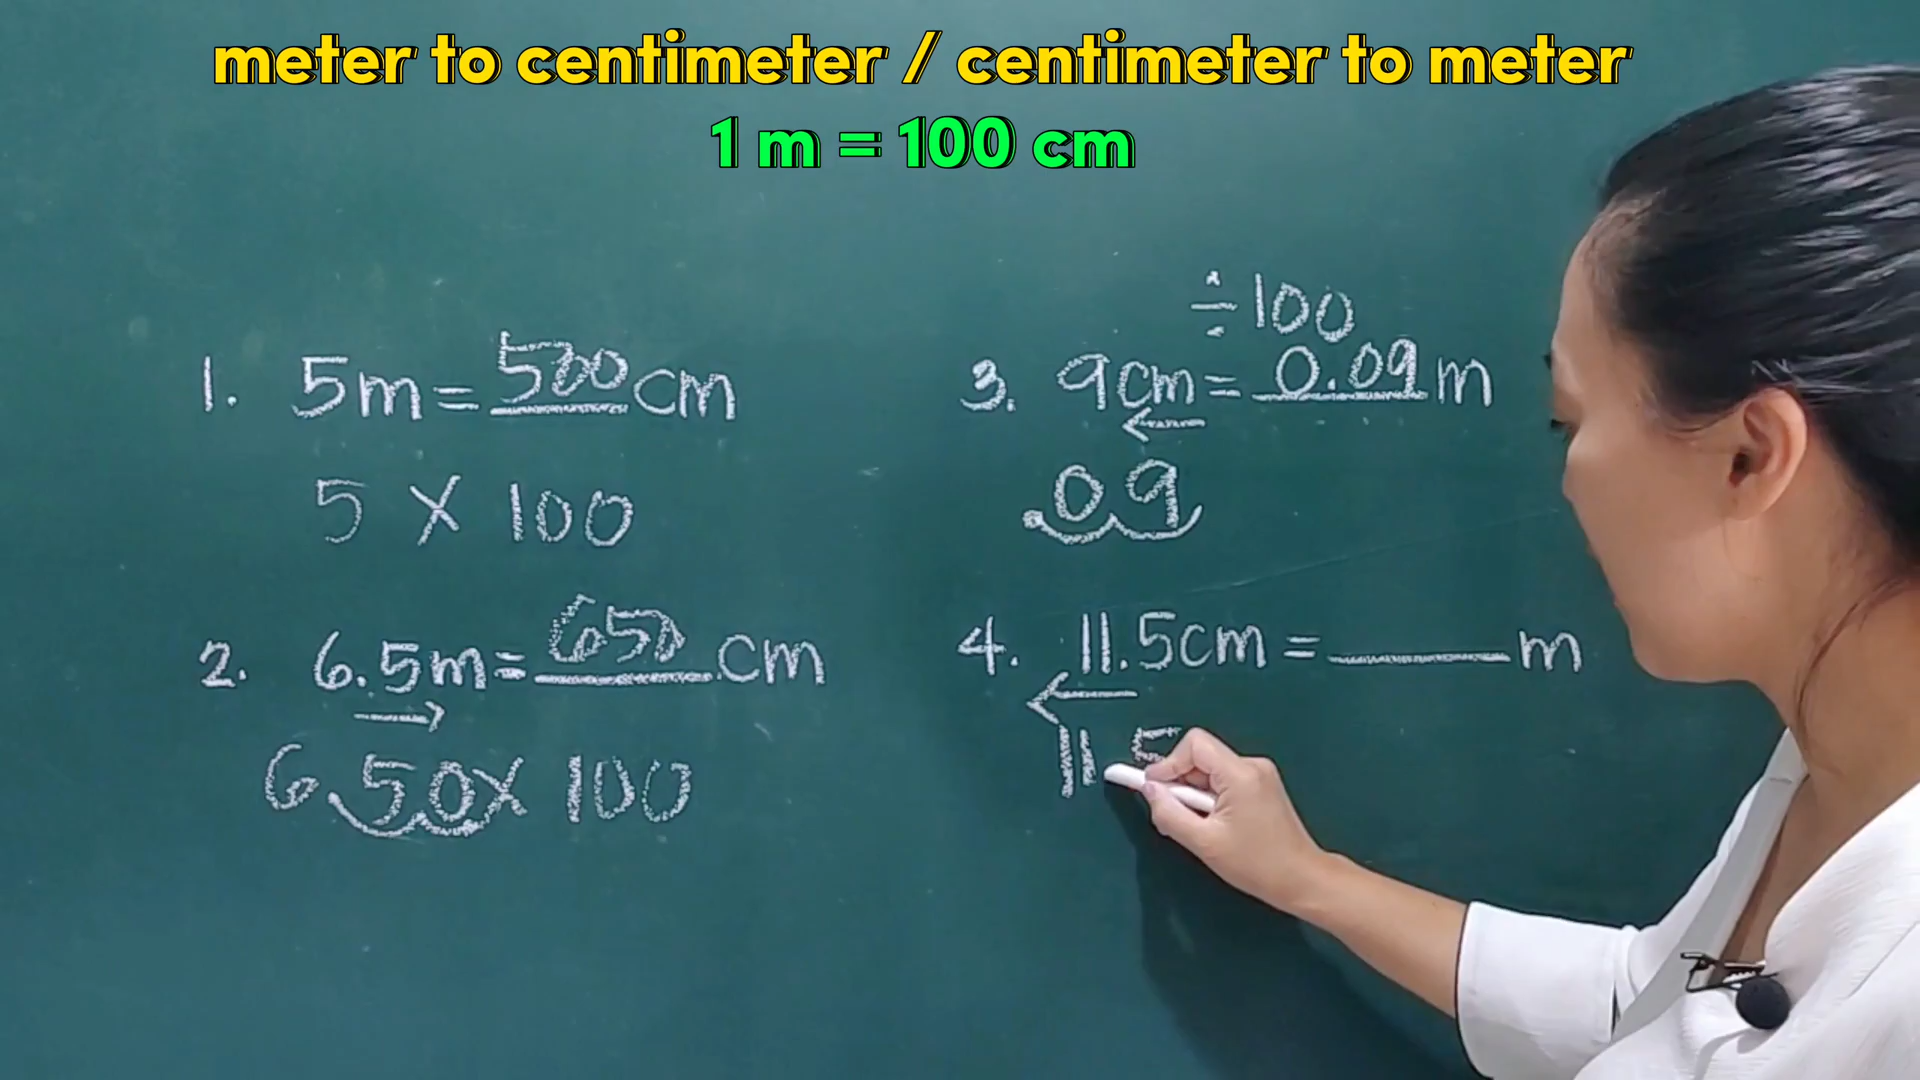 meter to centimeter / centimeter to meter
1 m = 100 cm
1. 5m = 500 cm
5 X 100
2. 6.5m = 650 cm
6.50 X 100
÷ 100
3. 9cm = 0.09 m
.09
4. 11.5cm = ____ m
11.5